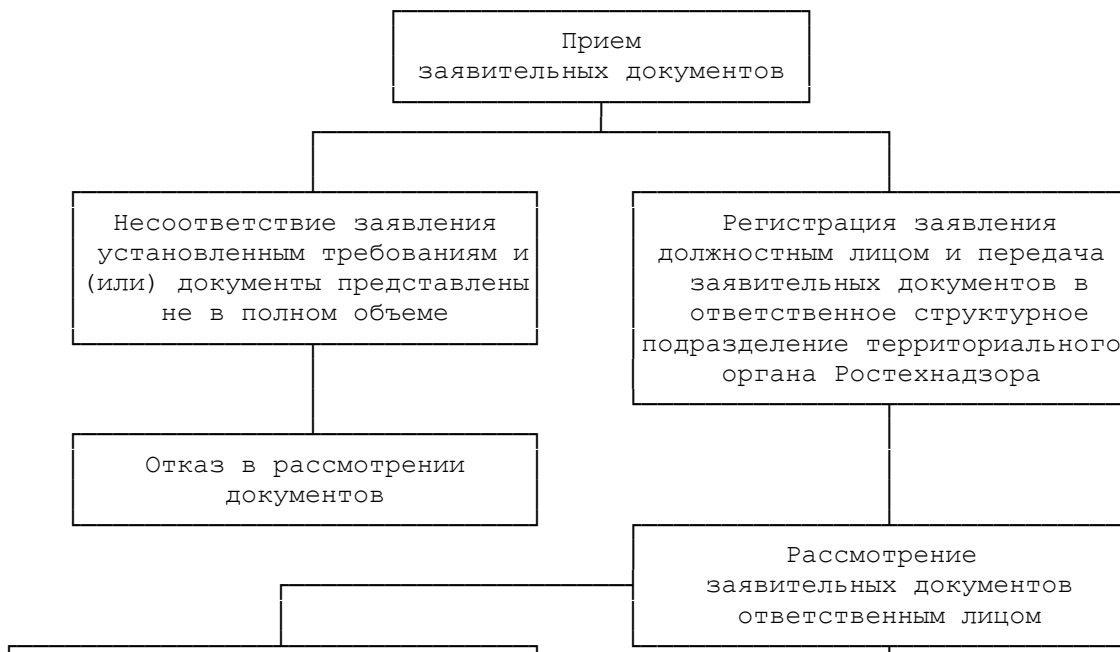 Прием
заявительных документов
Несоответствие заявления
установленным требованиям и
(или) документы представлены
не в полном объеме
Регистрация заявления
должностным лицом и передача
заявительных документов в
ответственное структурное
подразделение территориального
органа Ростехнадзора
Отказ в рассмотрении
документов
Рассмотрение
заявительных документов
ответственным лицом